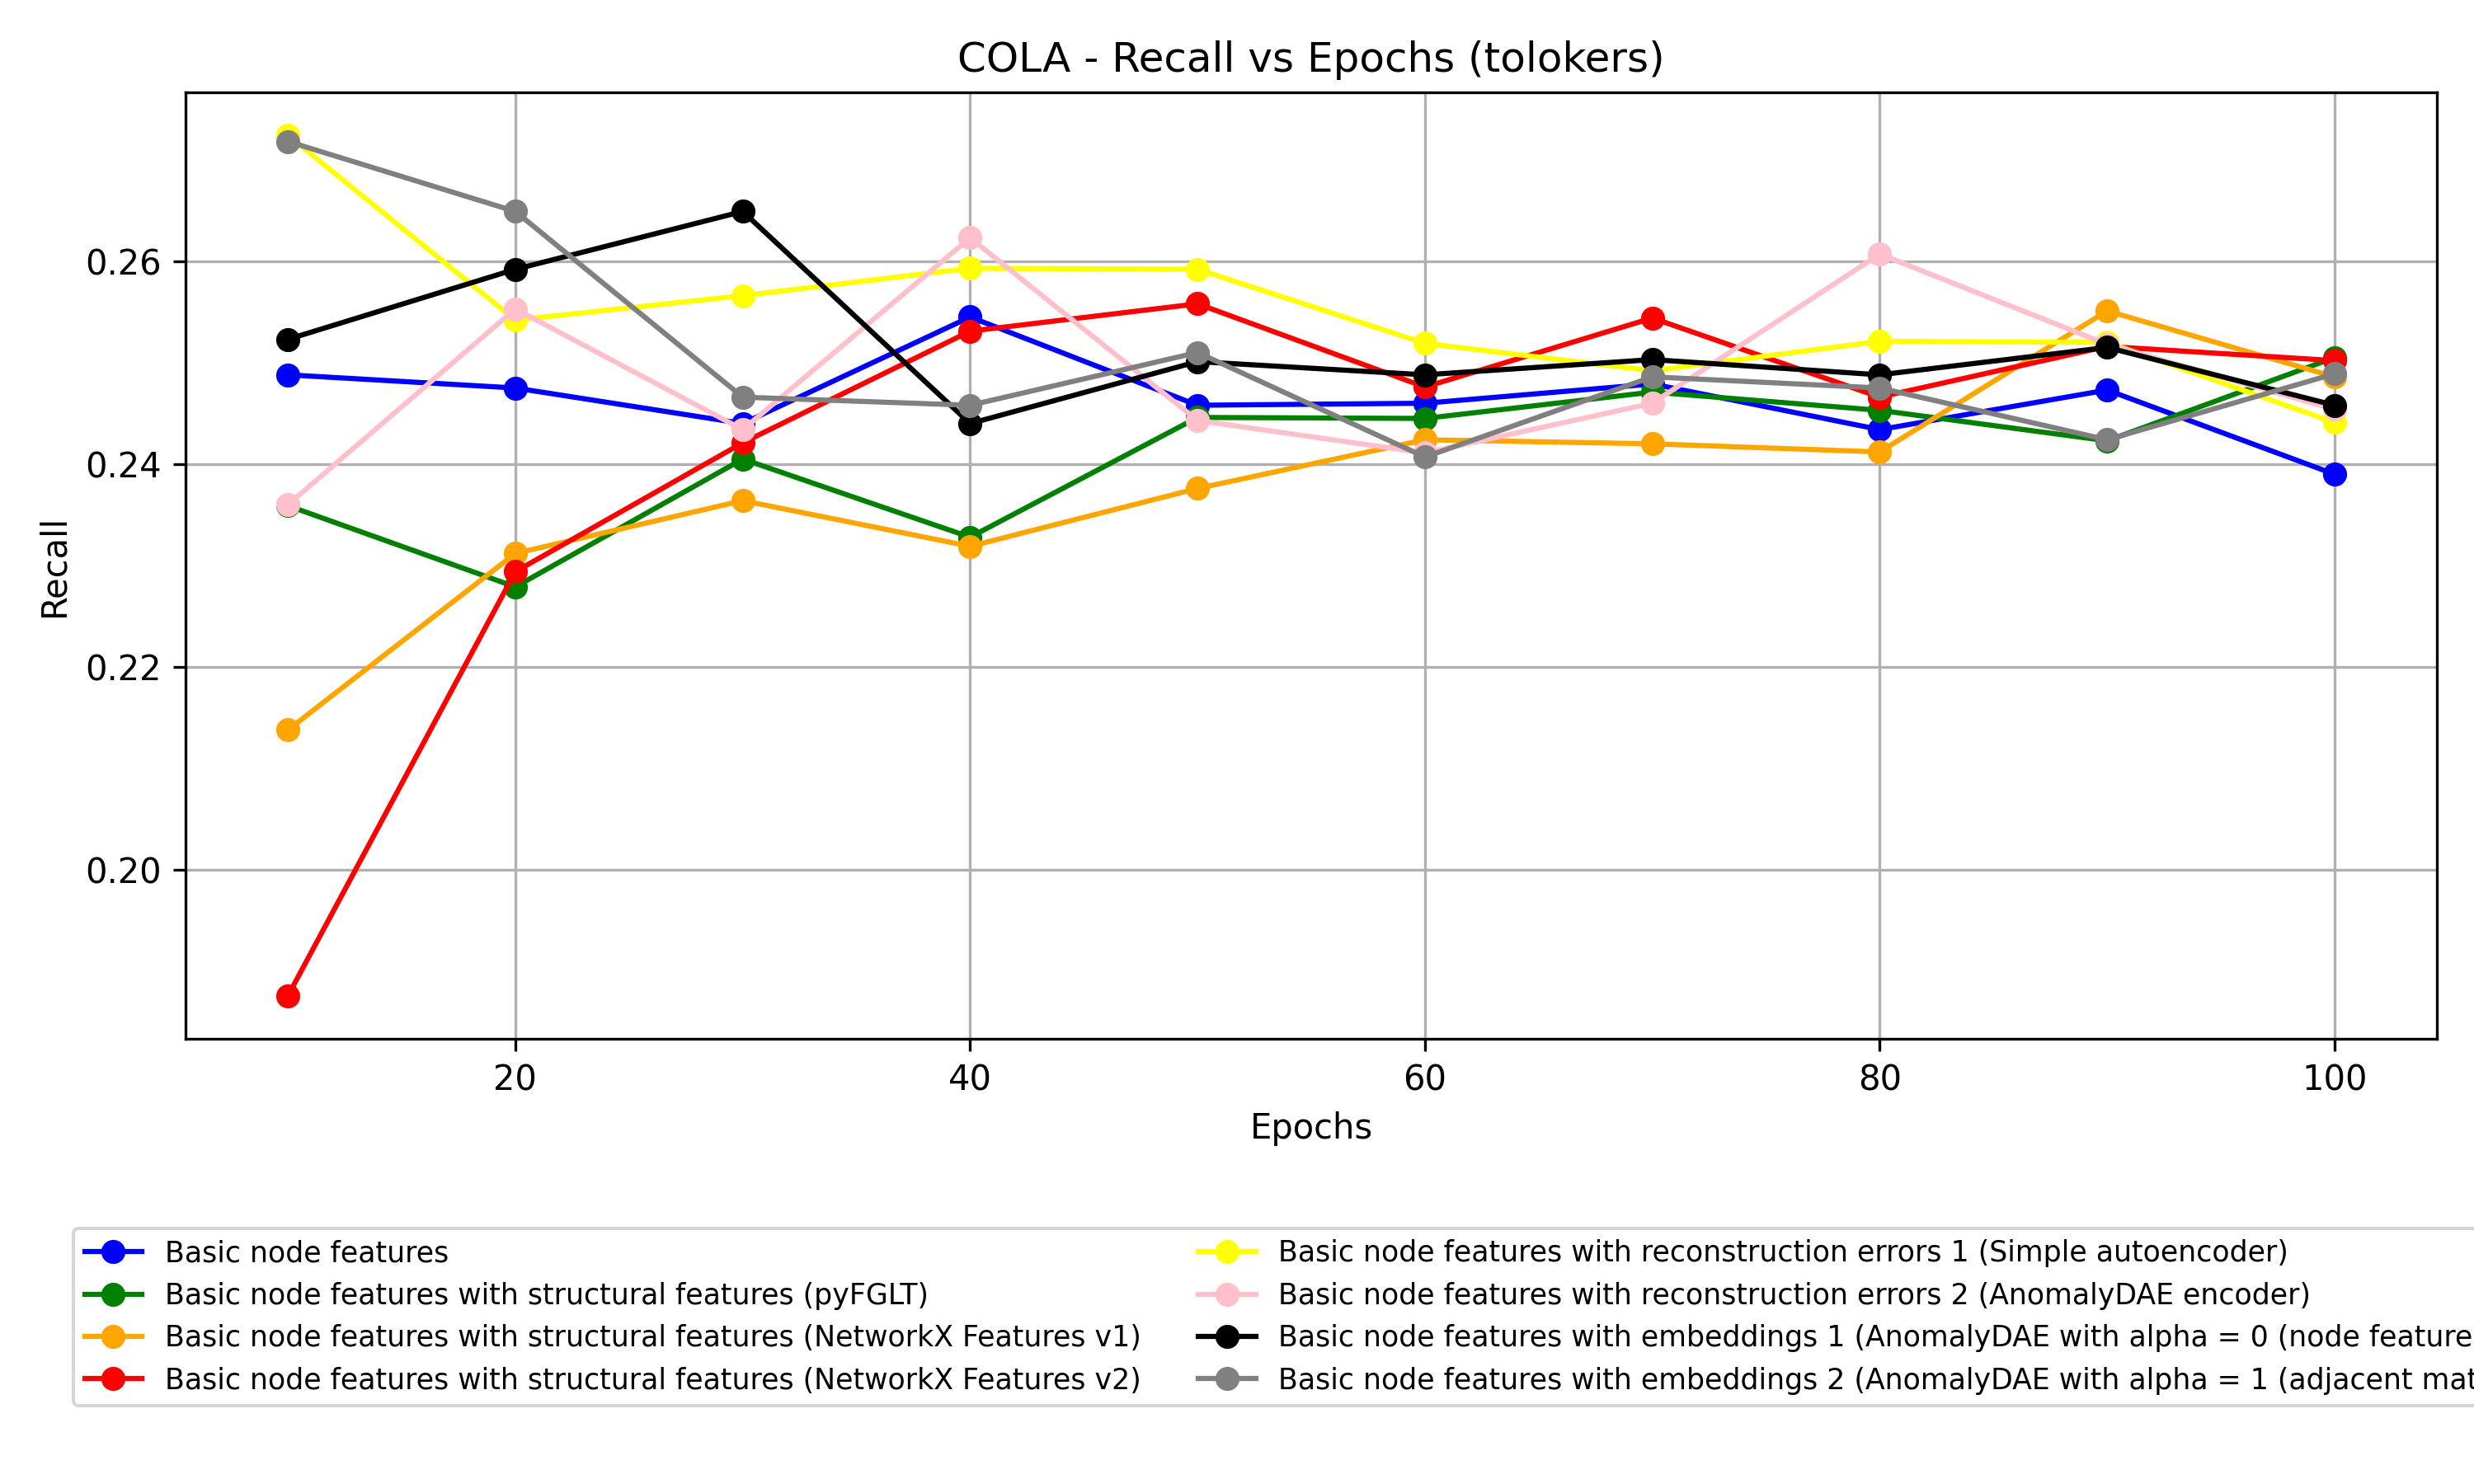 COLA - Recall vs Epochs (tolokers)
0.26
0.24
0.22
0.20
Recall
20 40 60 80 100
Epochs
Basic node features
Basic node features with structural features (pyFGLT)
Basic node features with structural features (NetworkX Features v1)
Basic node features with structural features (NetworkX Features v2)
Basic node features with reconstruction errors 1 (Simple autoencoder)
Basic node features with reconstruction errors 2 (AnomalyDAE encoder)
Basic node features with embeddings 1 (AnomalyDAE with alpha = 0 (node feature
Basic node features with embeddings 2 (AnomalyDAE with alpha = 1 (adjacent mat